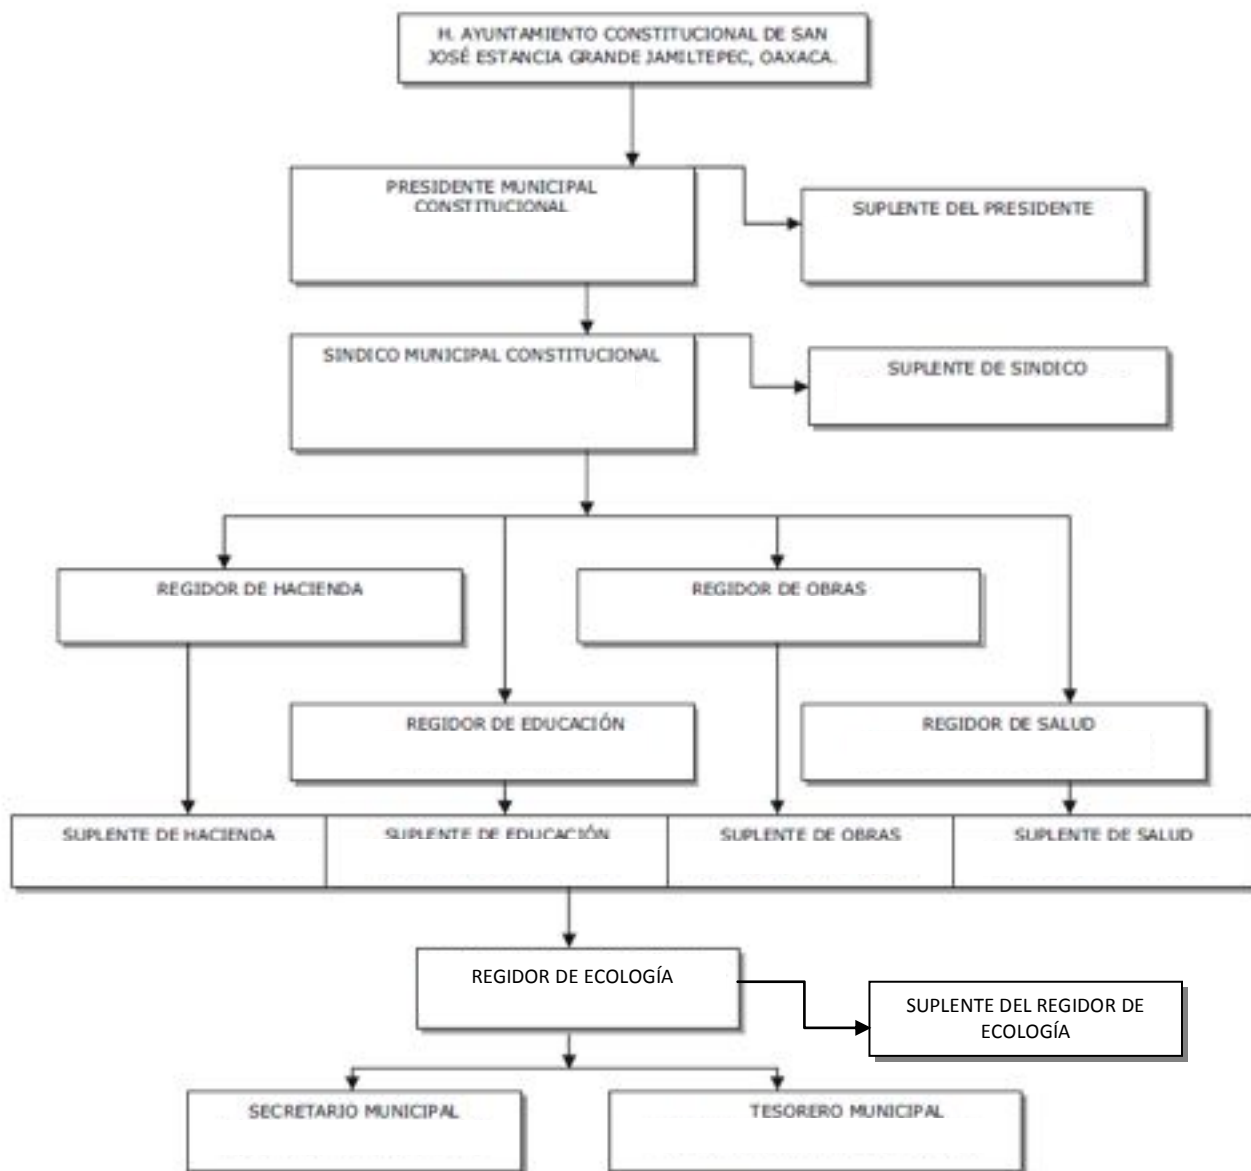 H. AYUNTAMIENTO CONSTITUCIONAL DE SAN
JOSÉ ESTANCIA GRANDE JAMILTEPEC, OAXACA.
PRESIDENTE MUNICIPAL
CONSTITUCIONAL
SUPLENTE DEL PRESIDENTE
SINDICO MUNICIPAL CONSTITUCIONAL
SUPLENTE DE SINDICO
REGIDOR DE HACIENDA
REGIDOR DE OBRAS
REGIDOR DE EDUCACIÓN
REGIDOR DE SALUD
SUPLENTE DE HACIENDA
SUPLENTE DE EDUCACIÓN
SUPLENTE DE OBRAS
SUPLENTE DE SALUD
REGIDOR DE ECOLOGÍA
SUPLENTE DEL REGIDOR DE
ECOLOGÍA
SECRETARIO MUNICIPAL
TESORERO MUNICIPAL